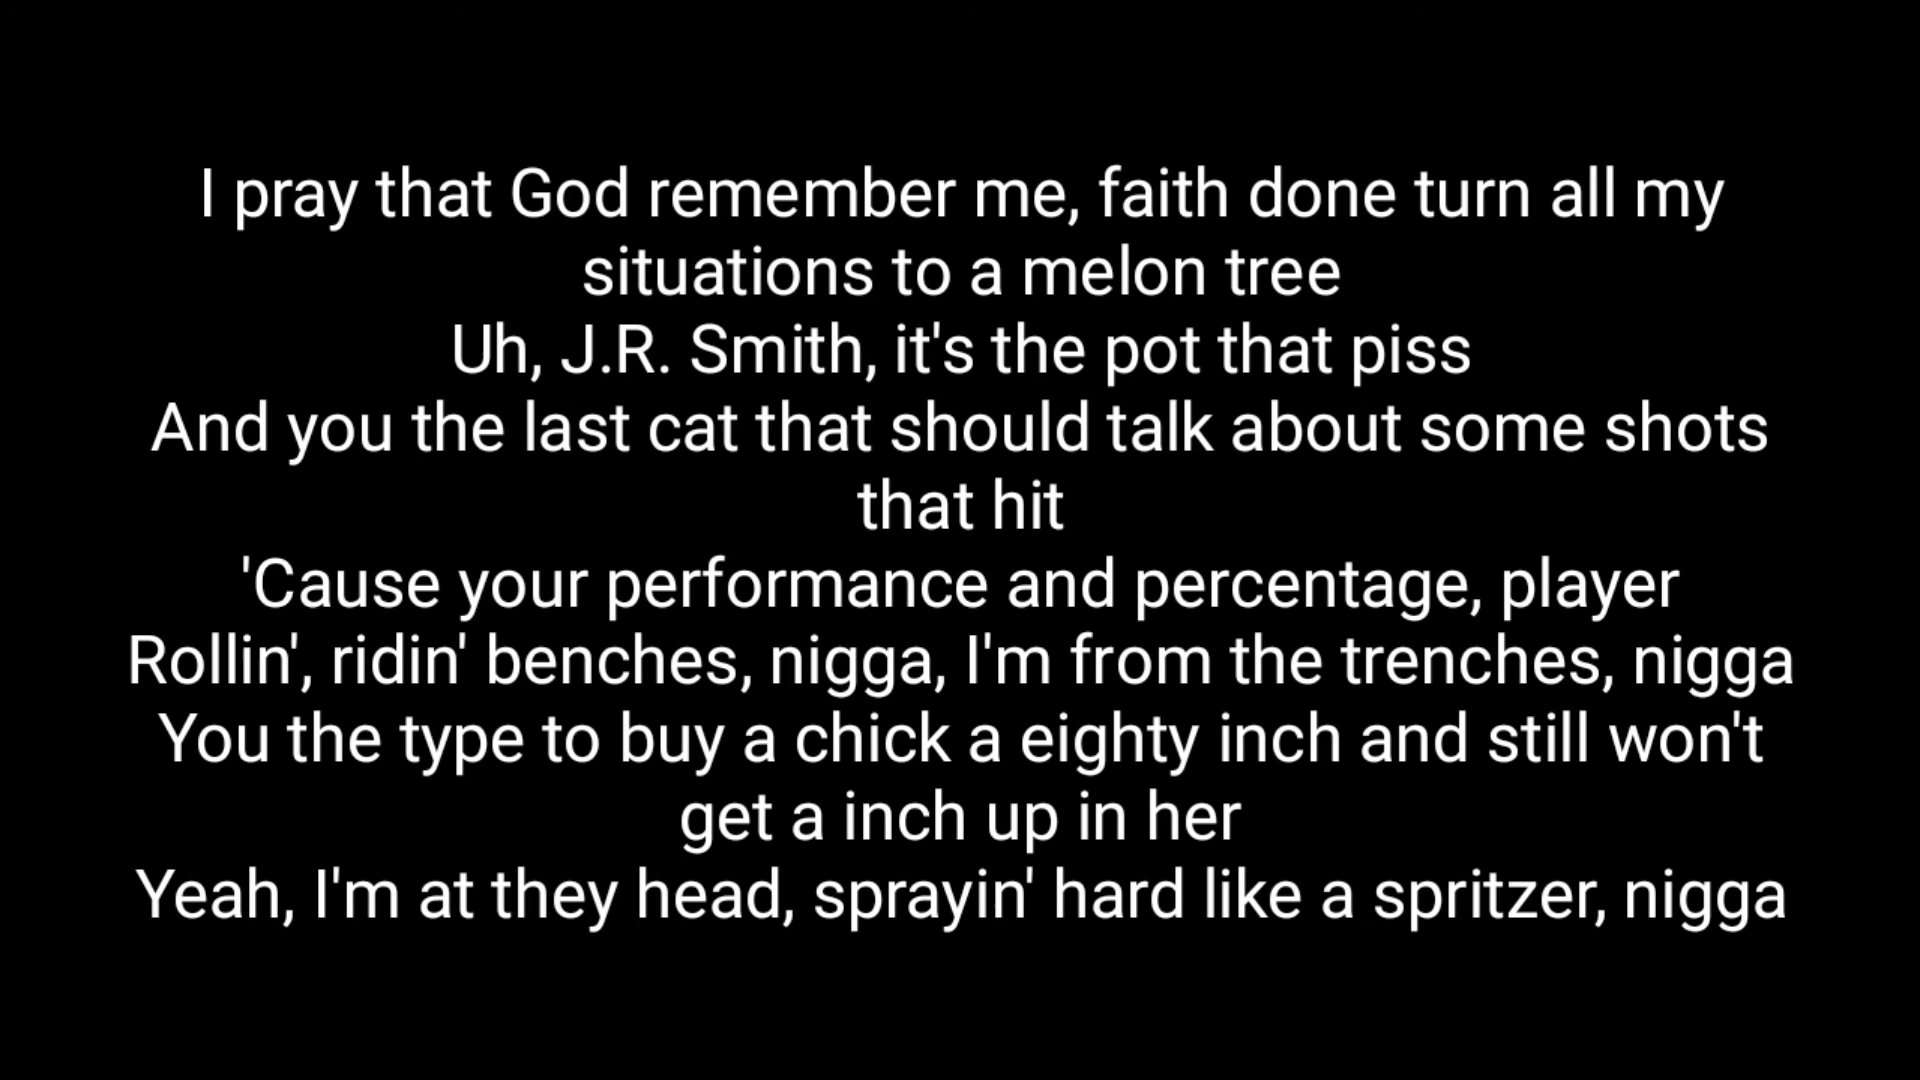 I pray that God remember me, faith done turn all my
situations to a melon tree
Uh, J.R. Smith, it's the pot that piss
And you the last cat that should talk about some shots
that hit
'Cause your performance and percentage, player
Rollin', ridin' benches, nigga, I'm from the trenches, nigga
You the type to buy a chick a eighty inch and still won't
get a inch up in her
Yeah, I'm at they head, sprayin' hard like a spritzer, nigga